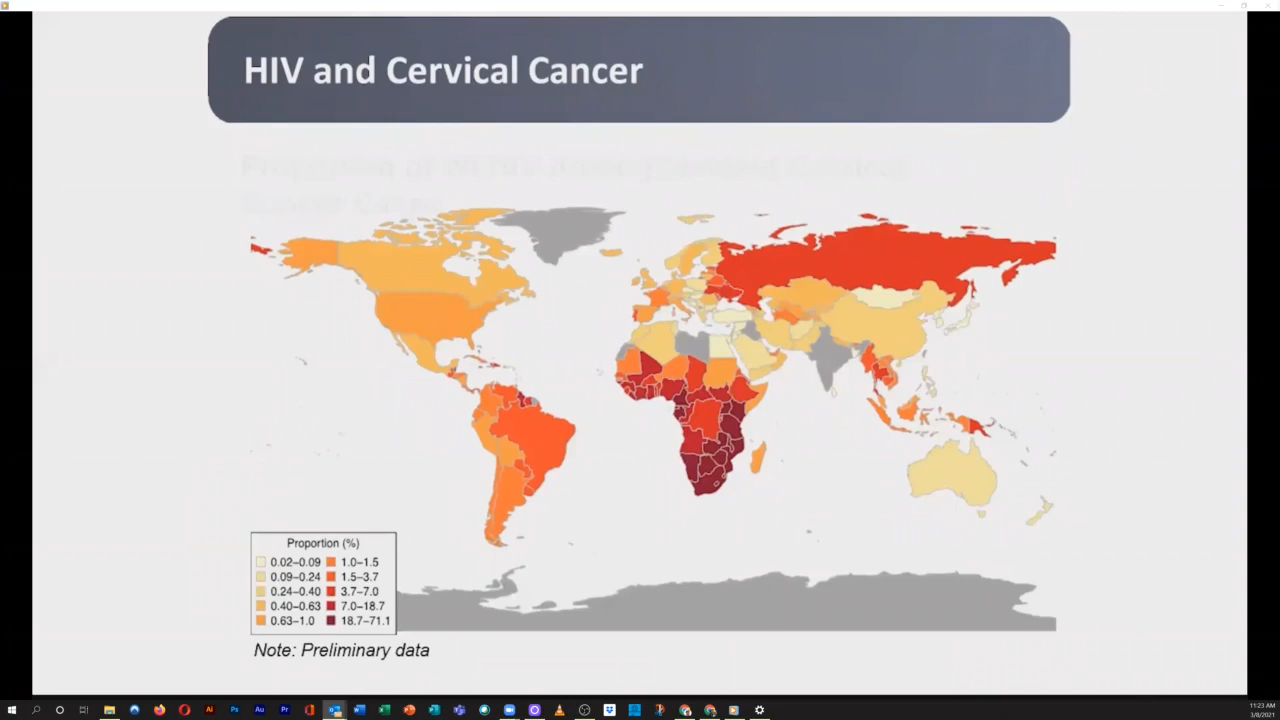 HIV and Cervical Cancer
Proportion (%)
0.02–0.09 1.0–1.5
0.09–0.24 1.5–3.7
0.24–0.40 3.7–7.0
0.40–0.63 7.0–18.7
0.63–1.0 18.7–71.1
Note: Preliminary data
11:23 AM
3/8/2021